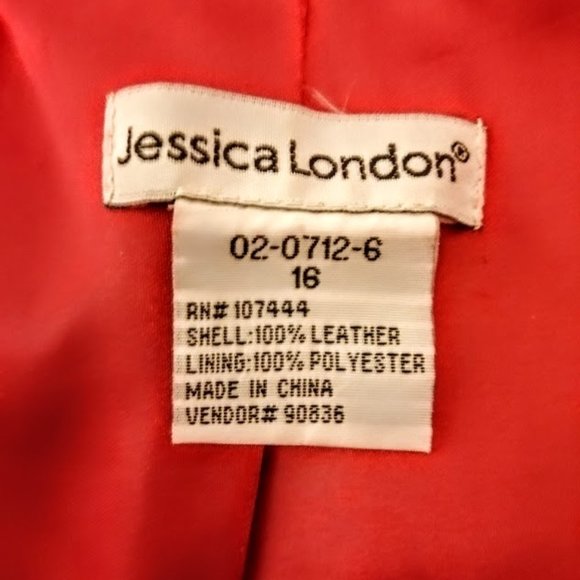 Jessica London®
02-0712-6
16
RN# 107444
SHELL:100% LEATHER
LINING:100% POLYESTER
MADE IN CHINA
VENDOR# 90836